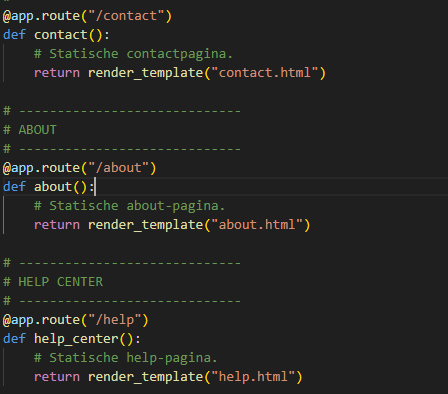 @app.route("/contact")
def contact():
# Statische contactpagina.
return render_template("contact.html")
# -----------------------------
# ABOUT
# -----------------------------
@app.route("/about")
def about():
# Statische about-pagina.
return render_template("about.html")
# -----------------------------
# HELP CENTER
# -----------------------------
@app.route("/help")
def help_center():
# Statische help-pagina.
return render_template("help.html")